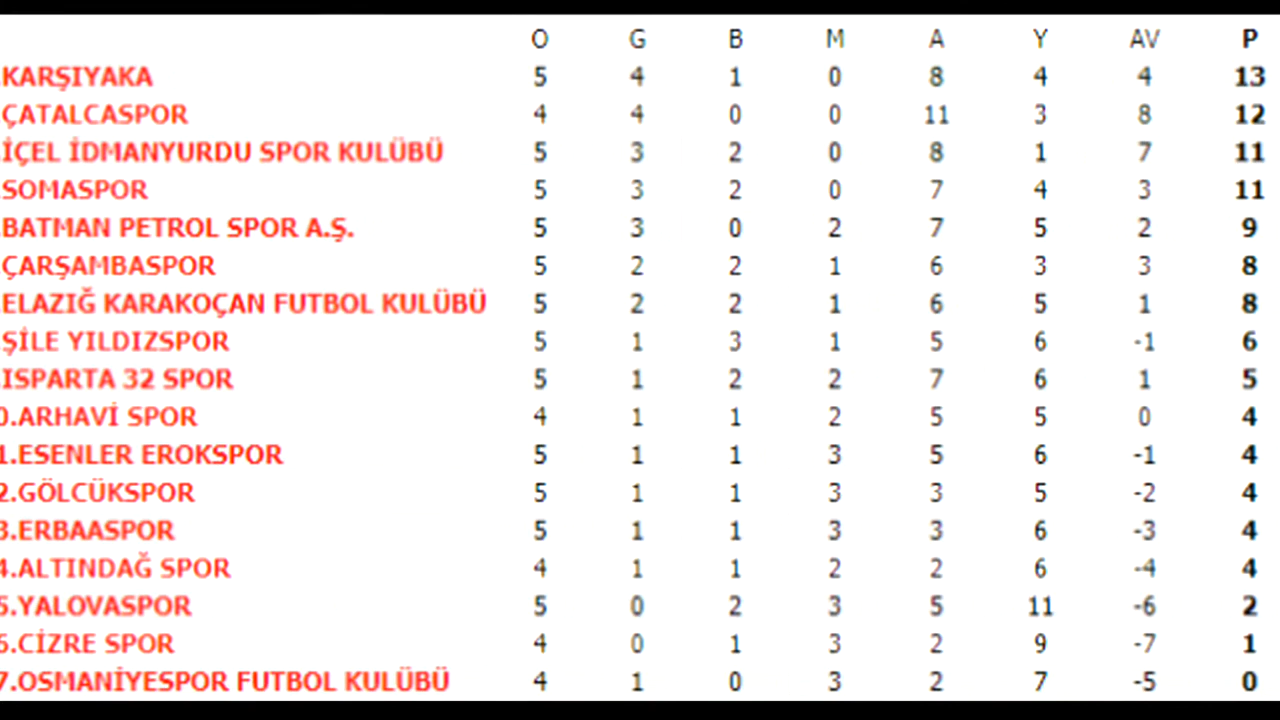 O G B M A Y AV P
.KARŞIYAKA 5 4 1 0 8 4 4 13
.ÇATALCASPOR 4 4 0 0 11 3 8 12
.İÇEL İDMANYURDU SPOR KULÜBÜ 5 3 2 0 8 1 7 11
.SOMASPOR 5 3 2 0 7 4 3 11
.BATMAN PETROL SPOR A.Ş. 5 3 0 2 7 5 2 9
.ÇARŞAMBASPOR 5 2 2 1 6 3 3 8
.ELAZIĞ KARAKOÇAN FUTBOL KULÜBÜ 5 2 2 1 6 5 1 8
.ŞİLE YILDIZSPOR 5 1 3 1 5 6 -1 6
.ISPARTA 32 SPOR 5 1 2 2 7 6 1 5
0.ARHAVİ SPOR 4 1 1 2 5 5 0 4
1.ESENLER EROKSPOR 5 1 1 3 5 6 -1 4
2.GÖLCÜKSPOR 5 1 1 3 3 5 -2 4
3.ERBAASPOR 5 1 1 3 3 6 -3 4
4.ALTINDAĞ SPOR 4 1 1 2 2 6 -4 4
5.YALOVASPOR 5 0 2 3 5 11 -6 2
6.CİZRE SPOR 4 0 1 3 2 9 -7 1
7.OSMANİYESPOR FUTBOL KULÜBÜ 4 1 0 3 2 7 -5 0